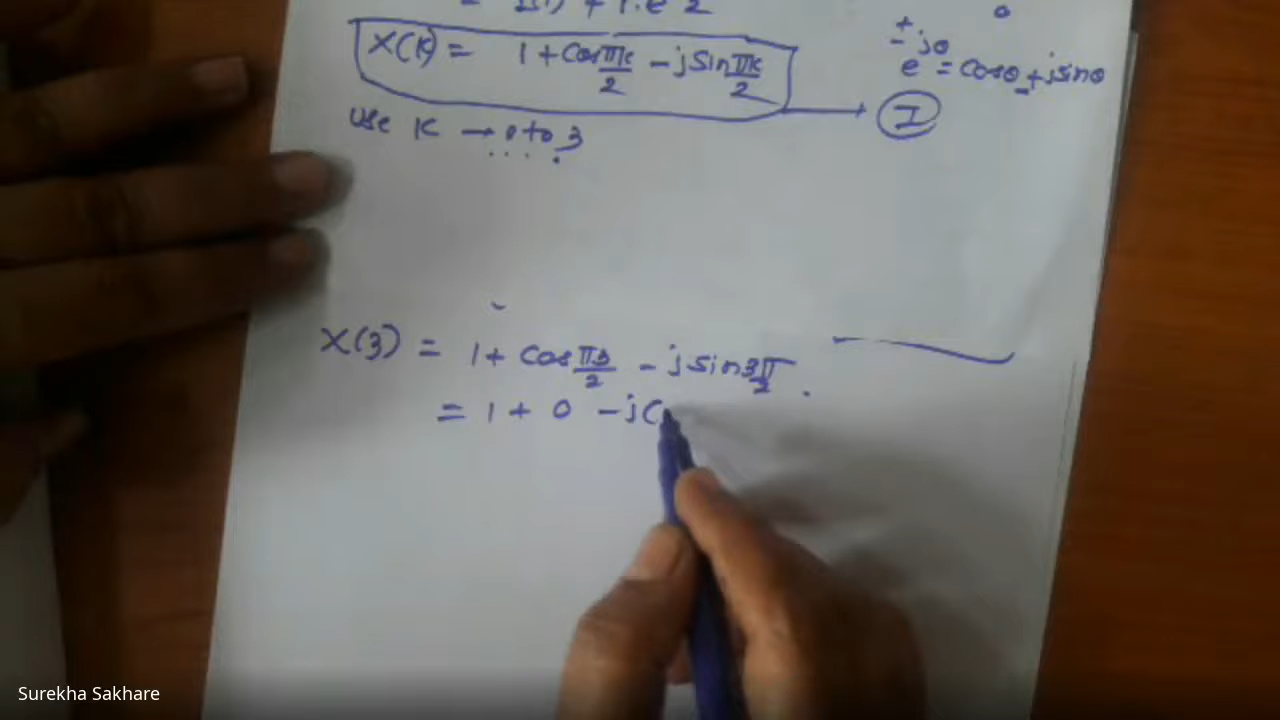 X(K) = 1 + Cos πk/2 - j Sin πk/2
I
± jθ
e = cosθ ± j sinθ
use K → 0 to 3
X(3) = 1 + Cos π3/2 - j Sin 3π/2 .
= 1 + 0 - j(
Surekha Sakhare